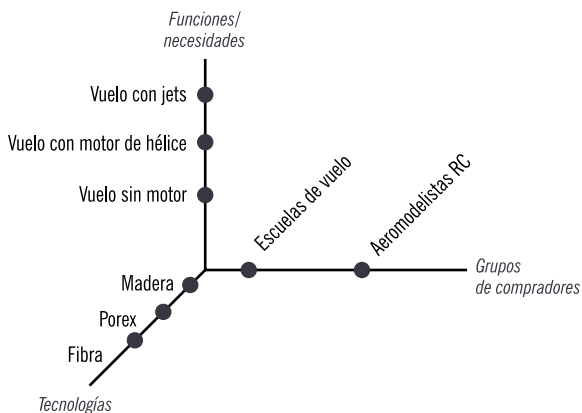 Funciones/
necesidades
Vuelo con jets
Vuelo con motor de hélice
Vuelo sin motor
Escuelas de vuelo
Aeromodelistas RC
Grupos
de compradores
Madera
Porex
Fibra
Tecnologías